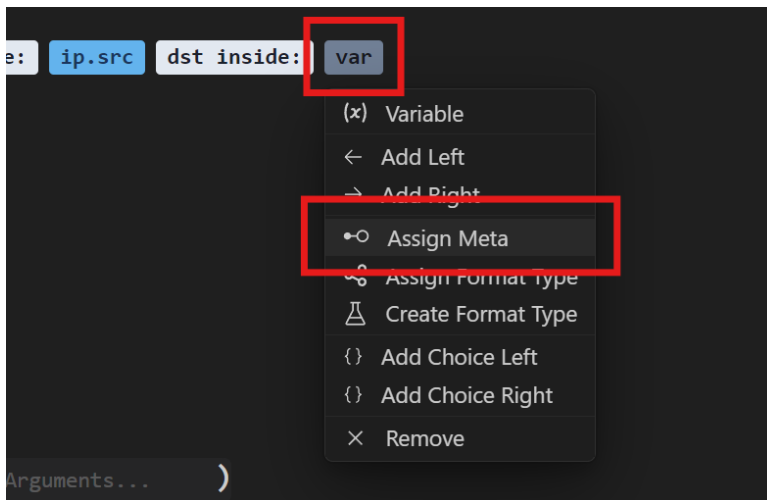 e: ip.src dst inside: var
(x) Variable
← Add Left
→ Add Right
Assign Meta
Assign Format Type
Create Format Type
{} Add Choice Left
{} Add Choice Right
× Remove
Arguments... )